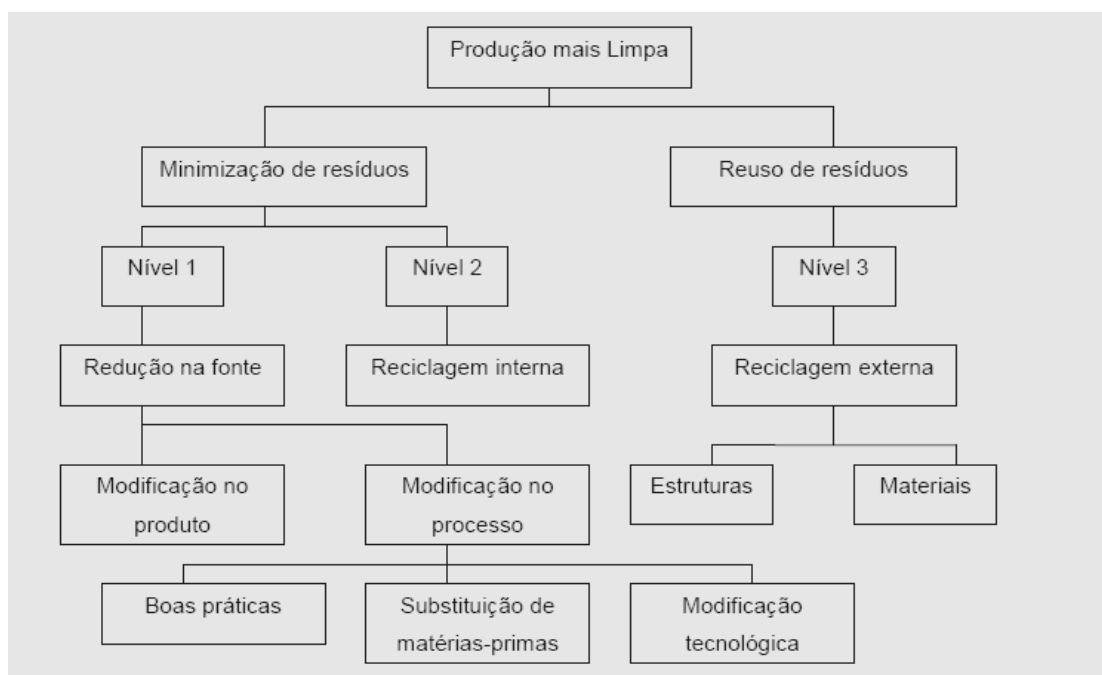 Produção mais Limpa
Minimização de resíduos
Reuso de resíduos
Nível 1
Nível 2
Nível 3
Redução na fonte
Reciclagem interna
Reciclagem externa
Modificação no
produto
Modificação no
processo
Estruturas
Materiais
Boas práticas
Substituição de
matérias-primas
Modificação
tecnológica